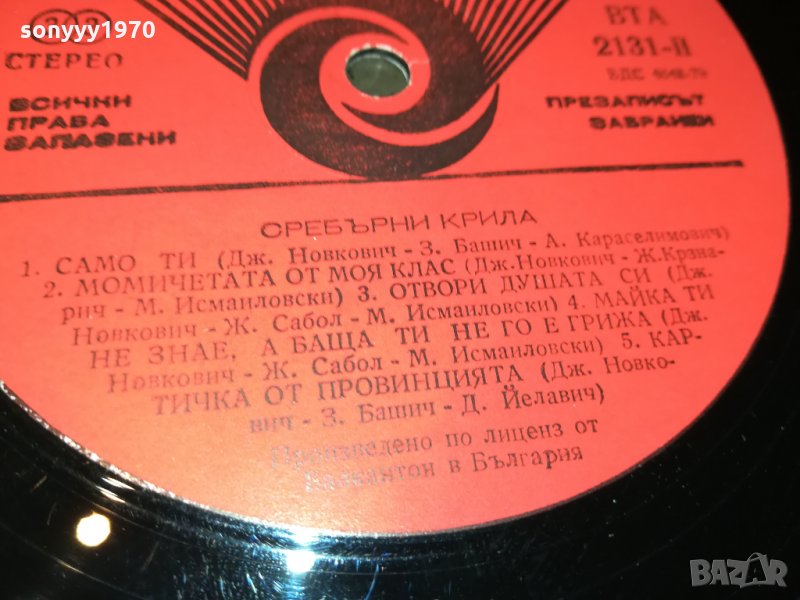 sonyyy1970
33
СТЕРЕО
ВСИЧКИ
ПРАВА
ЗАПАЗЕНИ
ВТА
2131-II
БДС
ПРЕЗАПИСЪТ
ЗАБРАНЕН
СРЕБЪРНИ КРИЛА
1. САМО ТИ (Дж. Новкович - З. Башич - А. Караселимович)
2. МОМИЧЕТАТА ОТ МОЯ КЛАС (Дж. Новкович - Ж. Крзна-
рич - М. Исмаиловски) 3. ОТВОРИ ДУШАТА СИ (Дж.
Новкович - Ж. Сабол - М. Исмаиловски) 4. МАЙКА ТИ
НЕ ЗНАЕ, А БАЩА ТИ НЕ ГО Е ГРИЖА (Дж.
Новкович - Ж. Сабол - М. Исмаиловски) 5. КАР-
ТИЧКА ОТ ПРОВИНЦИЯТА (Дж. Новко-
вич - З. Башич - Д. Йелавич)
Произведено по лиценз от
Балкантон в България
BAZAR